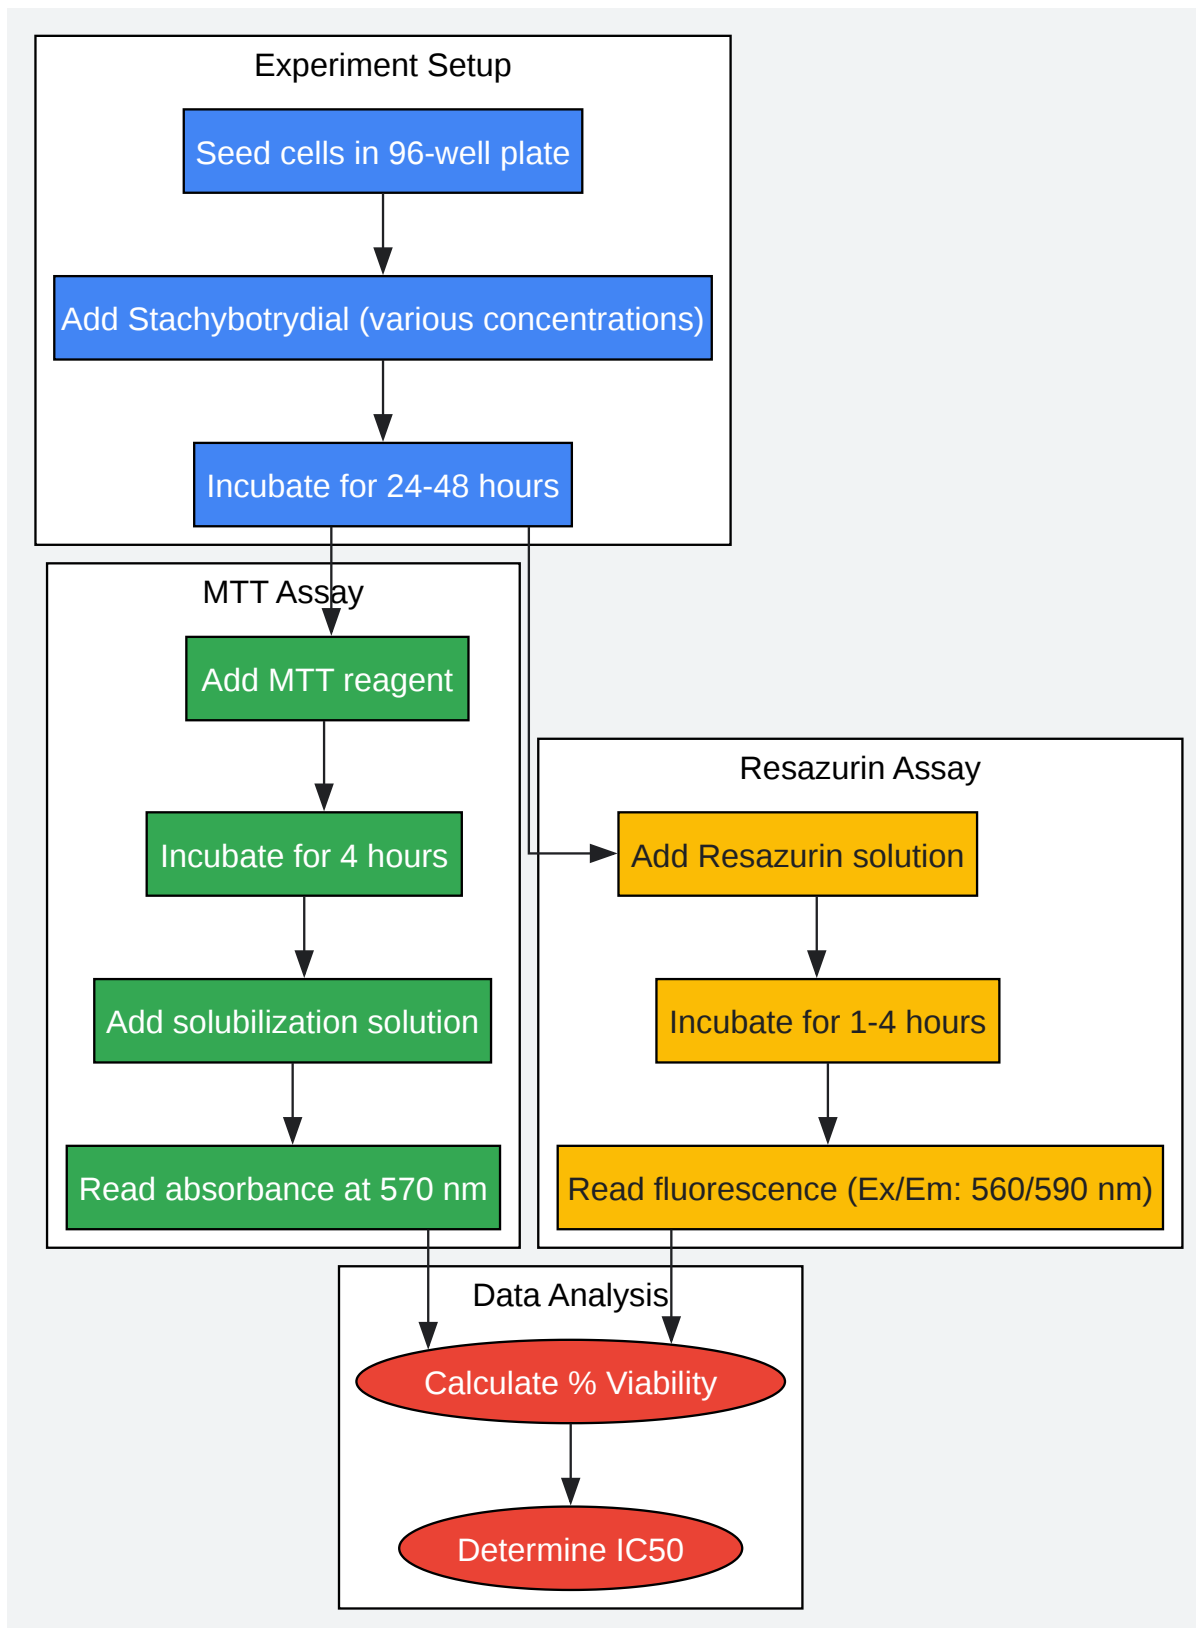 Experiment Setup
Seed cells in 96-well plate
Add Stachybotrydial (various concentrations)
Incubate for 24-48 hours
MTT Assay
Add MTT reagent
Incubate for 4 hours
Add solubilization solution
Read absorbance at 570 nm
Resazurin Assay
Add Resazurin solution
Incubate for 1-4 hours
Read fluorescence (Ex/Em: 560/590 nm)
Data Analysis
Calculate % Viability
Determine IC50